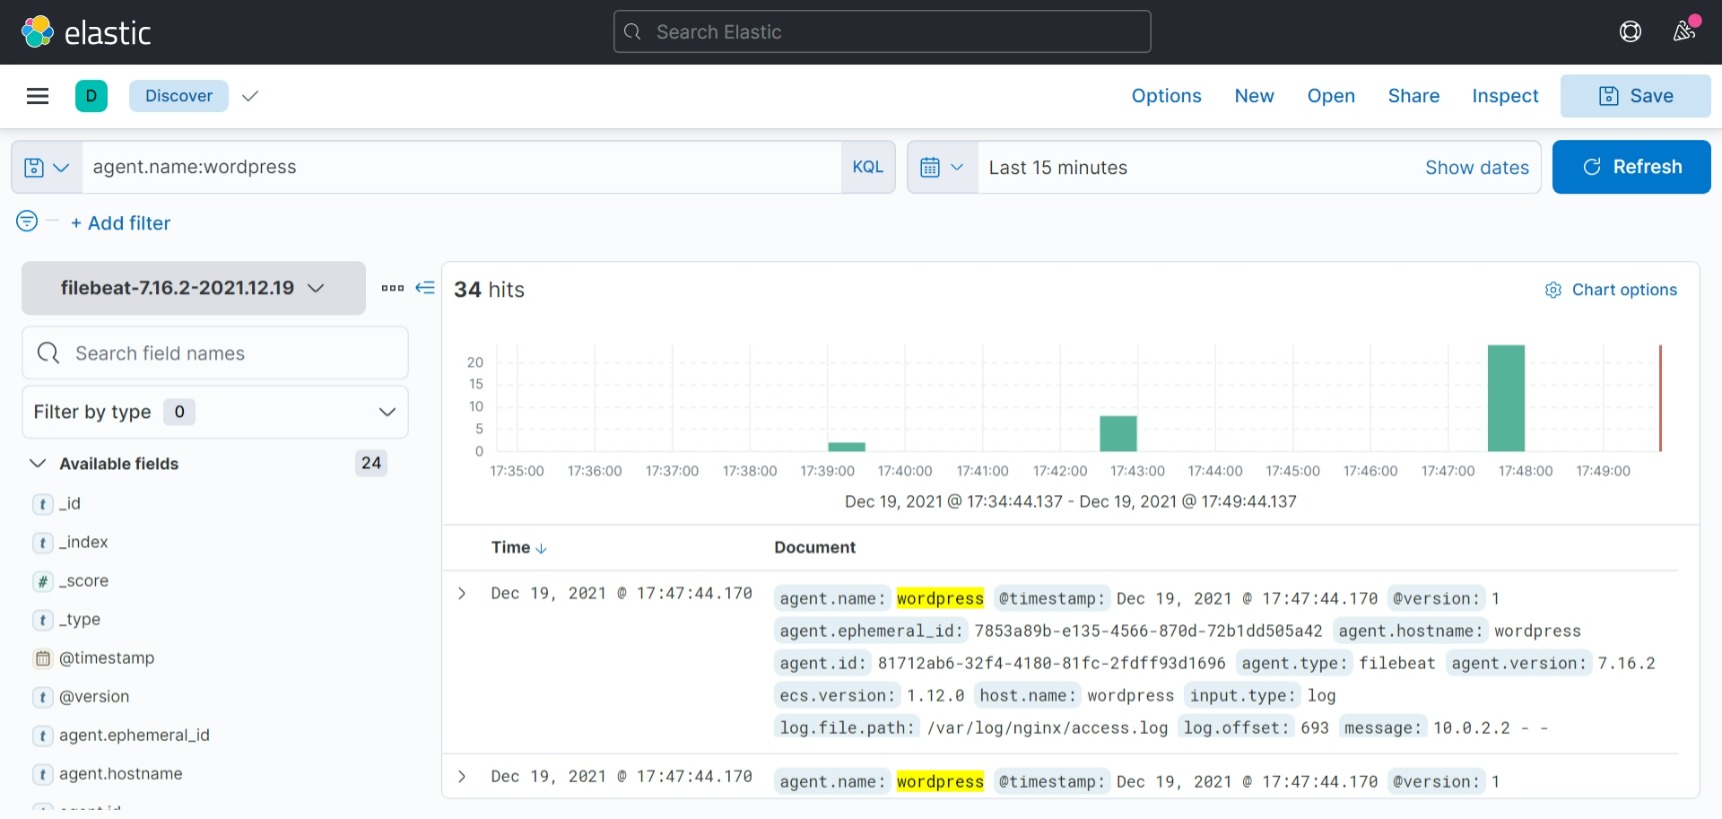 elastic
Search Elastic
D
Discover
Options New Open Share Inspect Save
agent.name:wordpress KQL Last 15 minutes Show dates Refresh
+ Add filter
filebeat-7.16.2-2021.12.19
Search field names
Filter by type 0
Available fields 24
t _id
t _index
# _score
t _type
@timestamp
t @version
t agent.ephemeral_id
t agent.hostname
34 hits
Chart options
20
15
10
5
0
17:35:00 17:36:00 17:37:00 17:38:00 17:39:00 17:40:00 17:41:00 17:42:00 17:43:00 17:44:00 17:45:00 17:46:00 17:47:00 17:48:00 17:49:00
Dec 19, 2021 @ 17:34:44.137 - Dec 19, 2021 @ 17:49:44.137
Time Document
Dec 19, 2021 @ 17:47:44.170 agent.name: wordpress @timestamp: Dec 19, 2021 @ 17:47:44.170 @version: 1
agent.ephemeral_id: 7853a89b-e135-4566-870d-72b1dd505a42 agent.hostname: wordpress
agent.id: 81712ab6-32f4-4180-81fc-2fdff93d1696 agent.type: filebeat agent.version: 7.16.2
ecs.version: 1.12.0 host.name: wordpress input.type: log
log.file.path: /var/log/nginx/access.log log.offset: 693 message: 10.0.2.2 - -
Dec 19, 2021 @ 17:47:44.170 agent.name: wordpress @timestamp: Dec 19, 2021 @ 17:47:44.170 @version: 1